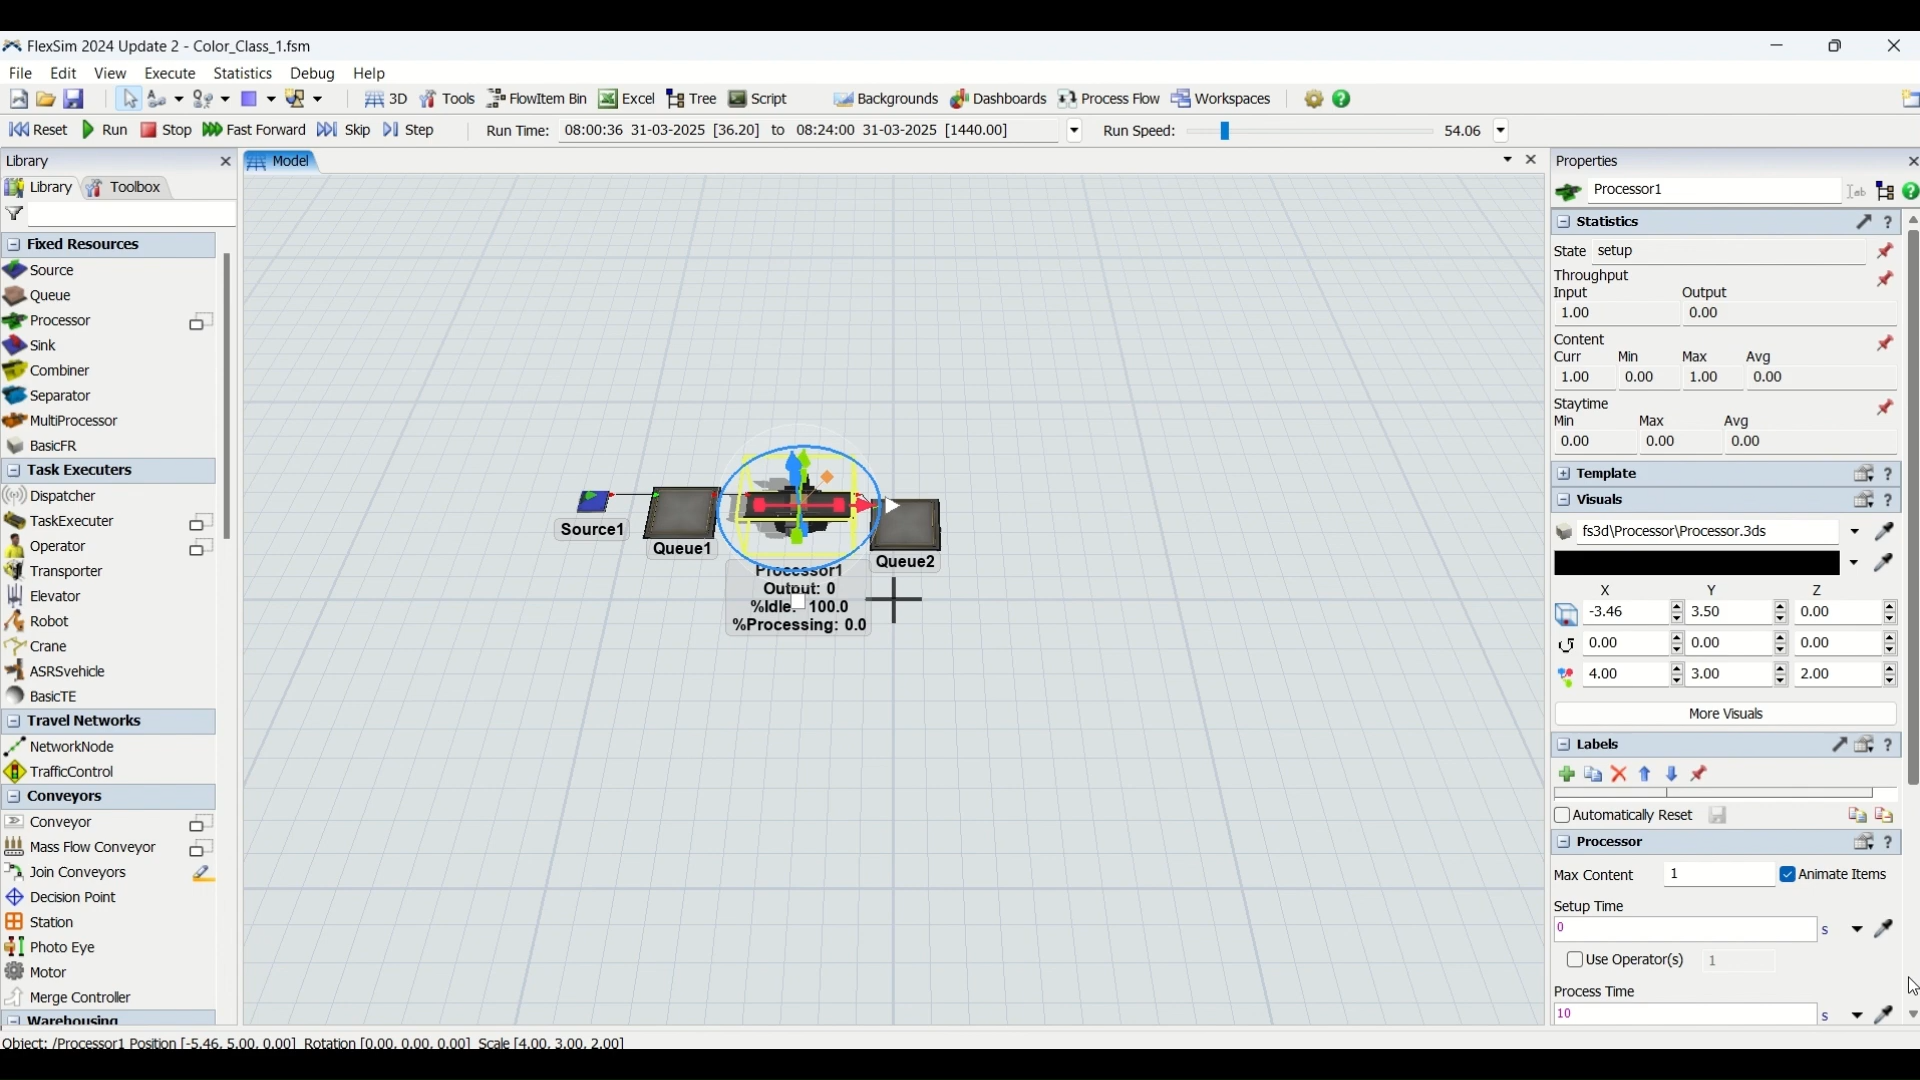 FlexSim 2024 Update 2 - Color_Class_1.fsm
File Edit View Execute Statistics Debug Help
3D Tools FlowItem Bin Excel Tree Script Backgrounds Dashboards Process Flow Workspaces
Reset Run Stop Fast Forward Skip Step Run Time: 08:00:36 31-03-2025 [36.20] to 08:24:00 31-03-2025 [1440.00] Run Speed: 54.06
Library
Library Toolbox
Fixed Resources
Source
Queue
Processor
Sink
Combiner
Separator
MultiProcessor
BasicFR
Task Executers
Dispatcher
TaskExecuter
Operator
Transporter
Elevator
Robot
Crane
ASRSvehicle
BasicTE
Travel Networks
NetworkNode
TrafficControl
Conveyors
Conveyor
Mass Flow Conveyor
Join Conveyors
Decision Point
Station
Photo Eye
Motor
Merge Controller
Warehousing
Model
Source1
Queue1
Processor1
Output: 0
%Idle: 100.0
%Processing: 0.0
Queue2
Properties
Processor1
Statistics ?
State setup
Throughput
Input Output
1.00 0.00
Content
Curr Min Max Avg
1.00 0.00 1.00 0.00
Staytime
Min Max Avg
0.00 0.00 0.00
Template ?
Visuals ?
fs3d\Processor\Processor.3ds
X Y Z
-3.46 3.50 0.00
0.00 0.00 0.00
4.00 3.00 2.00
More Visuals
Labels ?
Automatically Reset
Processor ?
Max Content 1 Animate Items
Setup Time
0 s
Use Operator(s) 1
Process Time
10 s
Object: /Processor1 Position [-5.46, 5.00, 0.00] Rotation [0.00, 0.00, 0.00] Scale [4.00, 3.00, 2.00]